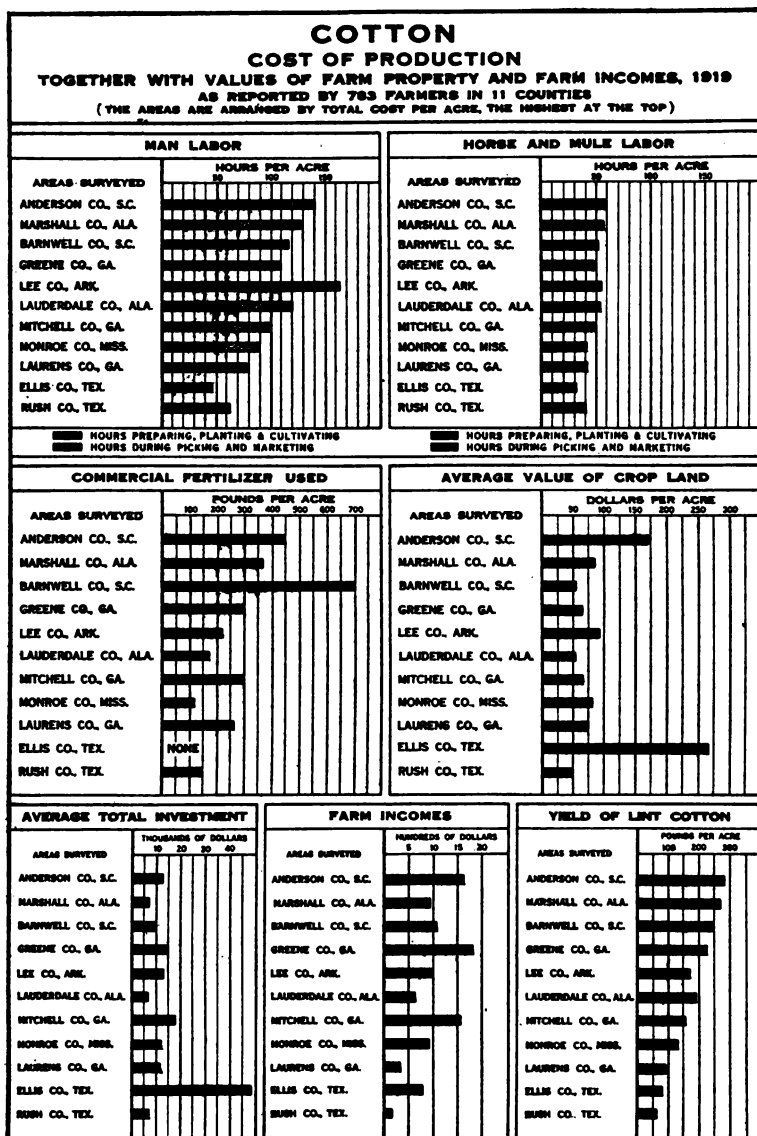 COTTON
COST OF PRODUCTION
TOGETHER WITH VALUES OF FARM PROPERTY AND FARM INCOMES, 1919
AS REPORTED BY 783 FARMERS IN 11 COUNTIES
(THE AREAS ARE ARRANGED BY TOTAL COST PER ACRE, THE HIGHEST AT THE TOP)
MAN LABOR
HOURS PER ACRE
50 100 150
AREAS SURVEYED
ANDERSON CO., S.C.
MARSHALL CO., ALA.
BARNWELL CO., S.C.
GREENE CO., GA.
LEE CO., ARK.
LAUDERDALE CO., ALA.
MITCHELL CO., GA.
MONROE CO., MISS.
LAURENS CO., GA.
ELLIS CO., TEX.
RUSH CO., TEX.
HOURS PREPARING, PLANTING & CULTIVATING
HOURS DURING PICKING AND MARKETING
HORSE AND MULE LABOR
HOURS PER ACRE
50 100 150
AREAS SURVEYED
ANDERSON CO., S.C.
MARSHALL CO., ALA.
BARNWELL CO., S.C.
GREENE CO., GA.
LEE CO., ARK.
LAUDERDALE CO., ALA.
MITCHELL CO., GA.
MONROE CO., MISS.
LAURENS CO., GA.
ELLIS CO., TEX.
RUSH CO., TEX.
HOURS PREPARING, PLANTING & CULTIVATING
HOURS DURING PICKING AND MARKETING
COMMERCIAL FERTILIZER USED
POUNDS PER ACRE
AREAS SURVEYED
100 200 300 400 500 600 700
ANDERSON CO., S.C.
MARSHALL CO., ALA.
BARNWELL CO., S.C.
GREENE CO., GA.
LEE CO., ARK.
LAUDERDALE CO., ALA.
MITCHELL CO., GA.
MONROE CO., MISS.
LAURENS CO., GA.
ELLIS CO., TEX. NONE
RUSH CO., TEX.
AVERAGE VALUE OF CROP LAND
DOLLARS PER ACRE
AREAS SURVEYED
50 100 150 200 250 300
ANDERSON CO., S.C.
MARSHALL CO., ALA.
BARNWELL CO., S.C.
GREENE CO., GA.
LEE CO., ARK.
LAUDERDALE CO., ALA.
MITCHELL CO., GA.
MONROE CO., MISS.
LAURENS CO., GA.
ELLIS CO., TEX.
RUSH CO., TEX.
AVERAGE TOTAL INVESTMENT
THOUSANDS OF DOLLARS
10 20 30 40
AREAS SURVEYED
ANDERSON CO., S.C.
MARSHALL CO., ALA.
BARNWELL CO., S.C.
GREENE CO., GA.
LEE CO., ARK.
LAUDERDALE CO., ALA.
MITCHELL CO., GA.
MONROE CO., MISS.
LAURENS CO., GA.
ELLIS CO., TEX.
RUSH CO., TEX.
FARM INCOMES
HUNDREDS OF DOLLARS
5 10 15 20
AREAS SURVEYED
ANDERSON CO., S.C.
MARSHALL CO., ALA.
BARNWELL CO., S.C.
GREENE CO., GA.
LEE CO., ARK.
LAUDERDALE CO., ALA.
MITCHELL CO., GA.
MONROE CO., MISS.
LAURENS CO., GA.
ELLIS CO., TEX.
RUSH CO., TEX.
YIELD OF LINT COTTON
POUNDS PER ACRE
100 200 300
AREAS SURVEYED
ANDERSON CO., S.C.
MARSHALL CO., ALA.
BARNWELL CO., S.C.
GREENE CO., GA.
LEE CO., ARK.
LAUDERDALE CO., ALA.
MITCHELL CO., GA.
MONROE CO., MISS.
LAURENS CO., GA.
ELLIS CO., TEX.
RUSH CO., TEX.